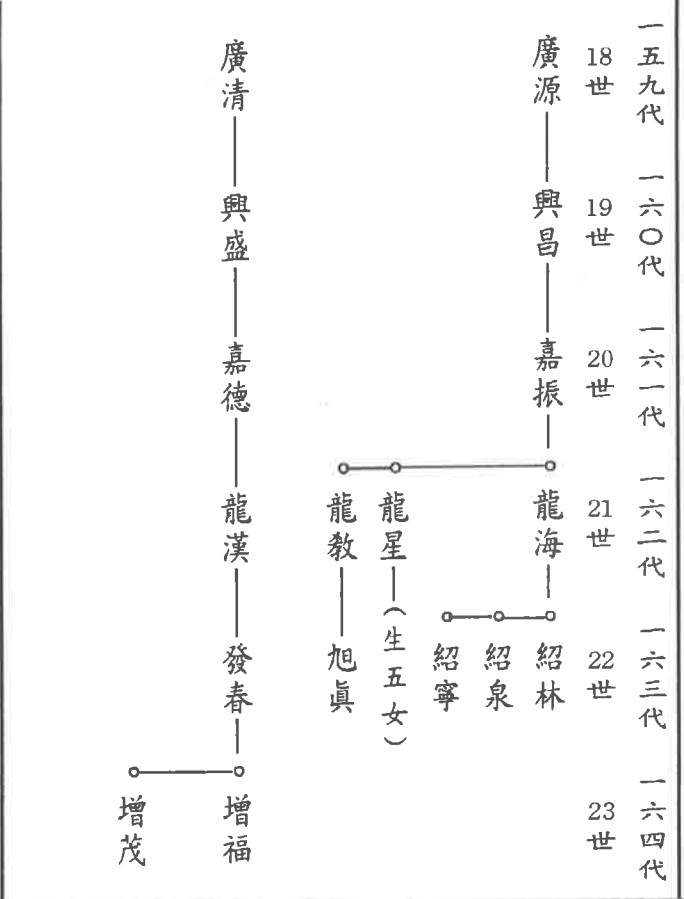 一五九代
一六〇代
一六一代
一六二代
一六三代
一六四代
18世
19世
20世
21世
22世
23世
廣源
興昌
嘉振
龍海
紹林
紹泉
紹寧
龍星
(生五女)
龍教
旭眞
廣清
興盛
嘉德
龍漢
發春
增福
增茂